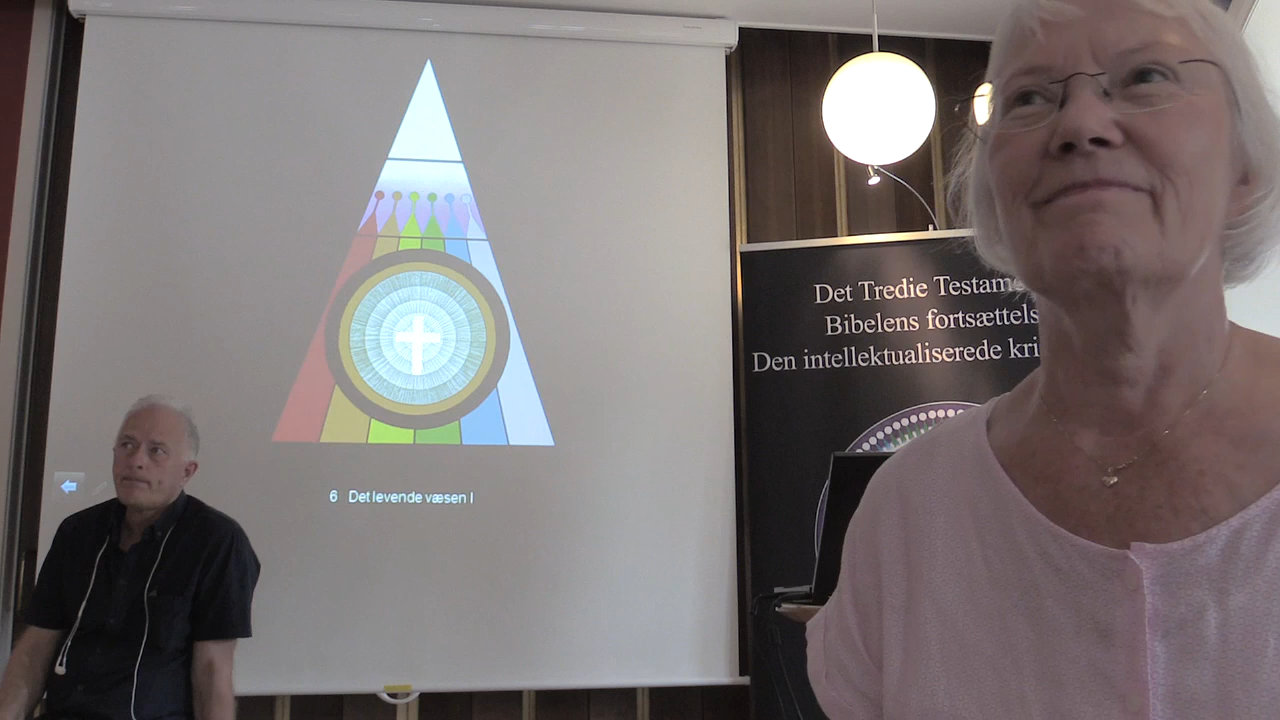 6 Det levende væsen I
Det Tredie Testame
Bibelens fortsættels
Den intellektualiserede kri